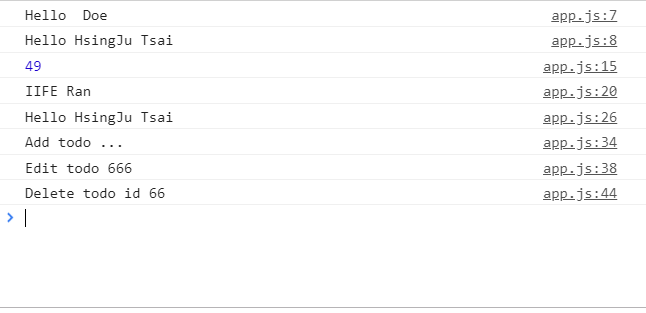 Hello  Doe app.js:7
Hello HsingJu Tsai app.js:8
49 app.js:15
IIFE Ran app.js:20
Hello HsingJu Tsai app.js:26
Add todo ... app.js:34
Edit todo 666 app.js:38
Delete todo id 66 app.js:44